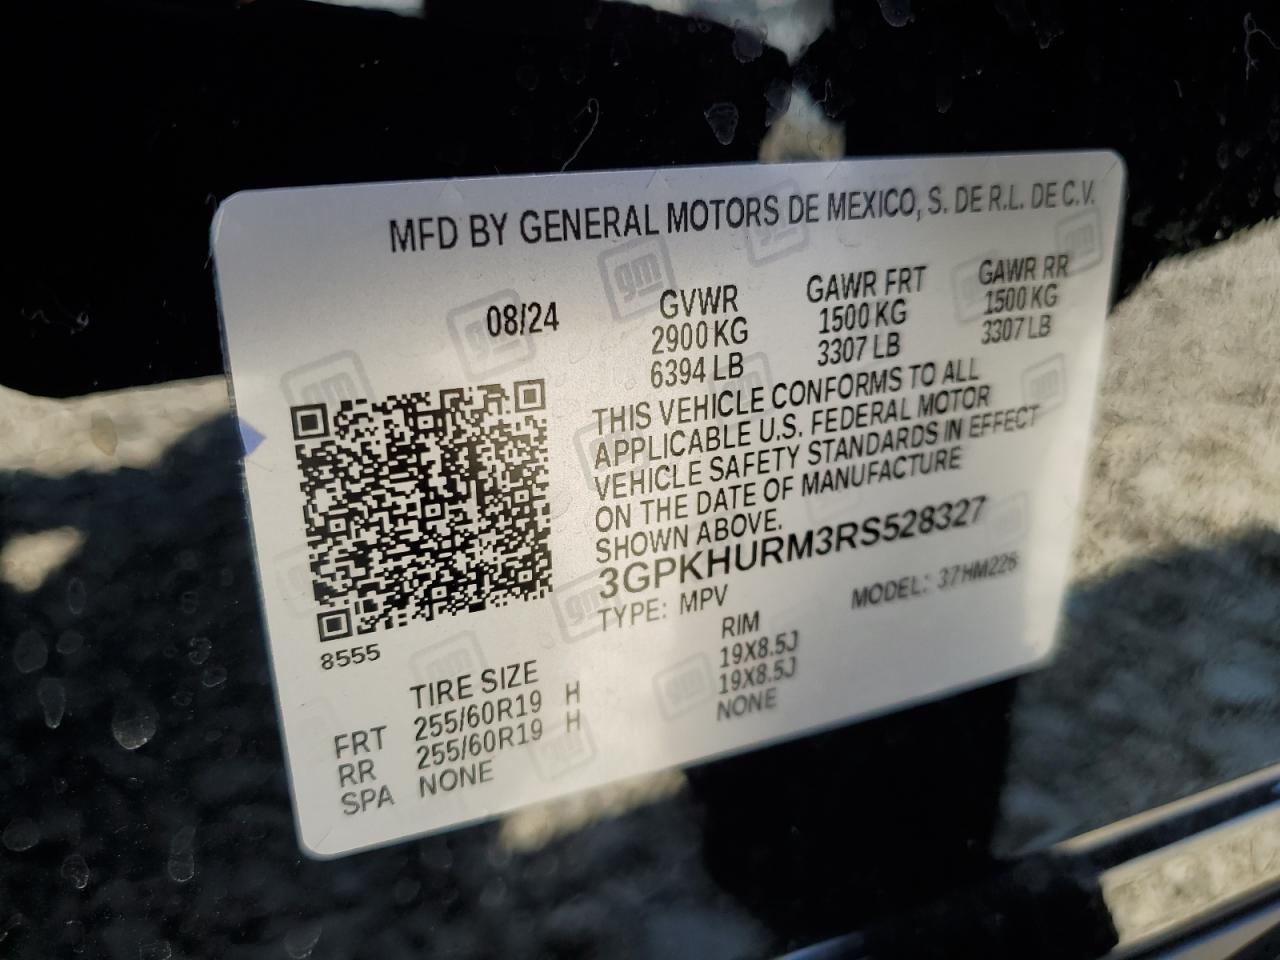 MFD BY GENERAL MOTORS DE MEXICO, S. DE R.L. DE C.V.
08/24 GVWR GAWR FRT GAWR RR
2900 KG 1500 KG 1500 KG
6394 LB 3307 LB 3307 LB
THIS VEHICLE CONFORMS TO ALL
APPLICABLE U.S. FEDERAL MOTOR
VEHICLE SAFETY STANDARDS IN EFFECT
ON THE DATE OF MANUFACTURE
SHOWN ABOVE.
3GPKHURM3RS528327
TYPE: MPV MODEL: 37HM226
8555
TIRE SIZE RIM
FRT 255/60R19 H 19X8.5J
RR 255/60R19 H 19X8.5J
SPA NONE NONE
gm